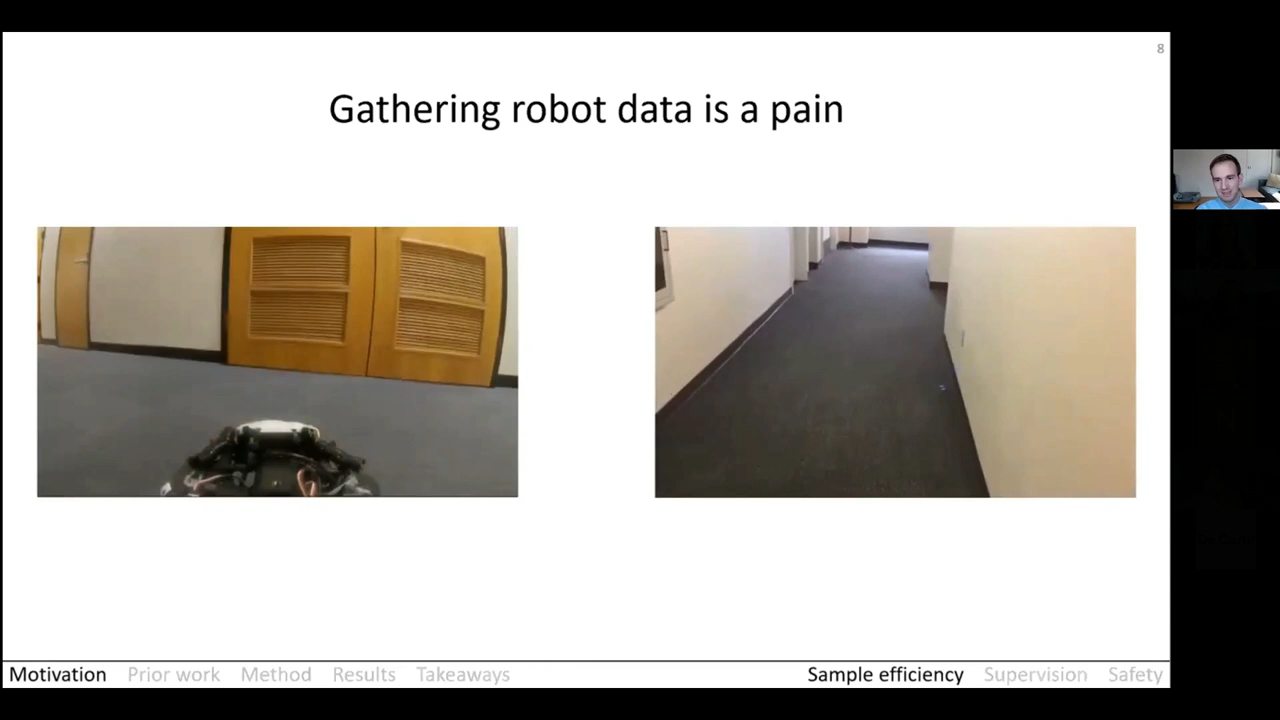 8
Gathering robot data is a pain
Motivation Prior work Method Results Takeaways Sample efficiency Supervision Safety